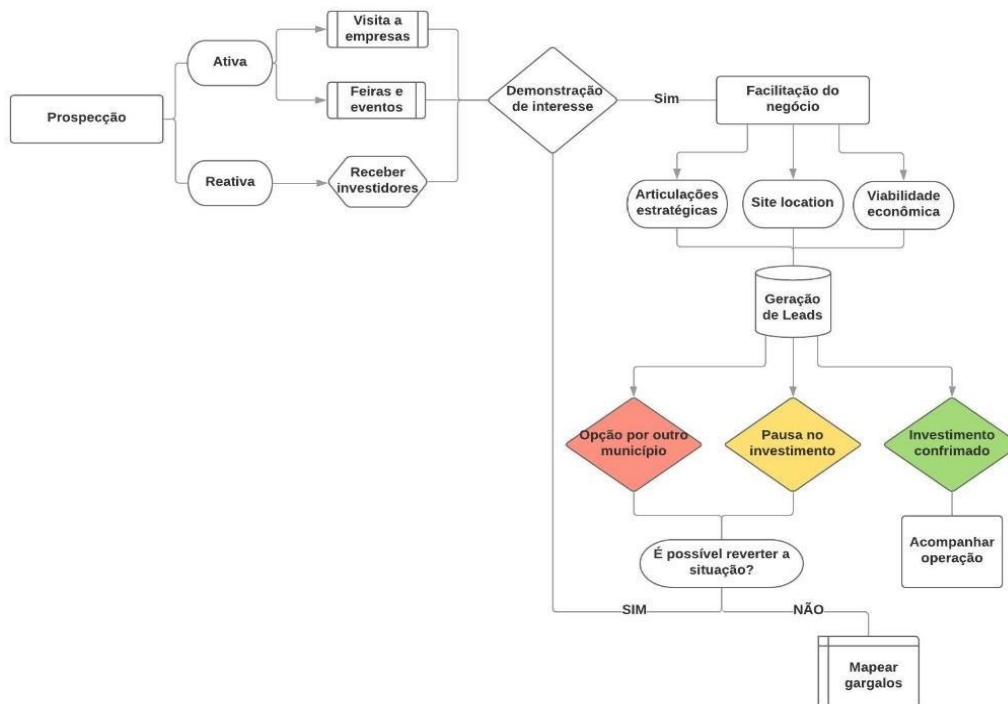 Prospecção
Ativa
Reativa
Visita a
empresas
Feiras e
eventos
Receber
investidores
Demonstração
de interesse
Sim
Facilitação do
negócio
Articulações
estratégicas
Site location
Viabilidade
econômica
Geração
de Leads
Opção por outro
município
Pausa no
investimento
Investimento
confrimado
É possível reverter a
situação?
Acompanhar
operação
SIM
NÃO
Mapear
gargalos